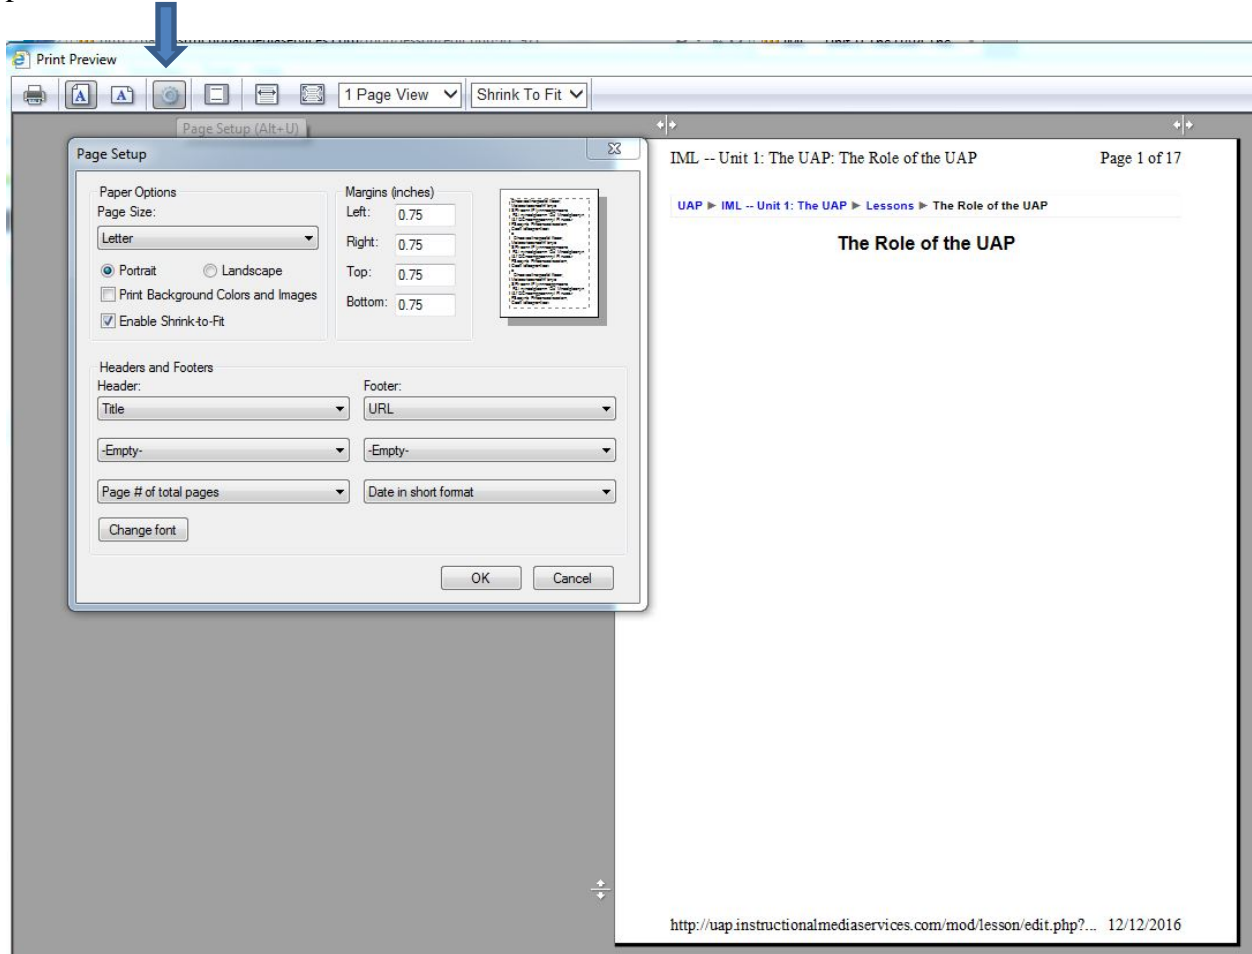 Print Preview
1 Page View
Shrink To Fit
Page Setup (Alt+U)
Page Setup
Paper Options
Page Size:
Letter
Portrait
Landscape
Print Background Colors and Images
Enable Shrink-to-Fit
Margins (inches)
Left: 0.75
Right: 0.75
Top: 0.75
Bottom: 0.75
Headers and Footers
Header:
Footer:
Title
URL
-Empty-
-Empty-
Page # of total pages
Date in short format
Change font
OK
Cancel
IML -- Unit 1: The UAP: The Role of the UAP Page 1 of 17
UAP ► IML -- Unit 1: The UAP ► Lessons ► The Role of the UAP
The Role of the UAP
http://uap.instructionalmediaservices.com/mod/lesson/edit.php?... 12/12/2016